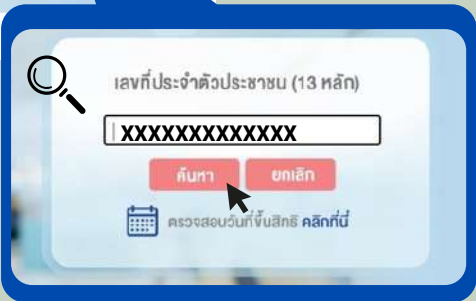 เลขที่ประจำตัวประชาชน (13 หลัก)
XXXXXXXXXXXXX
ค้นหา ยกเลิก
ตรวจสอบวันที่ขึ้นสิทธิ คลิกที่นี่